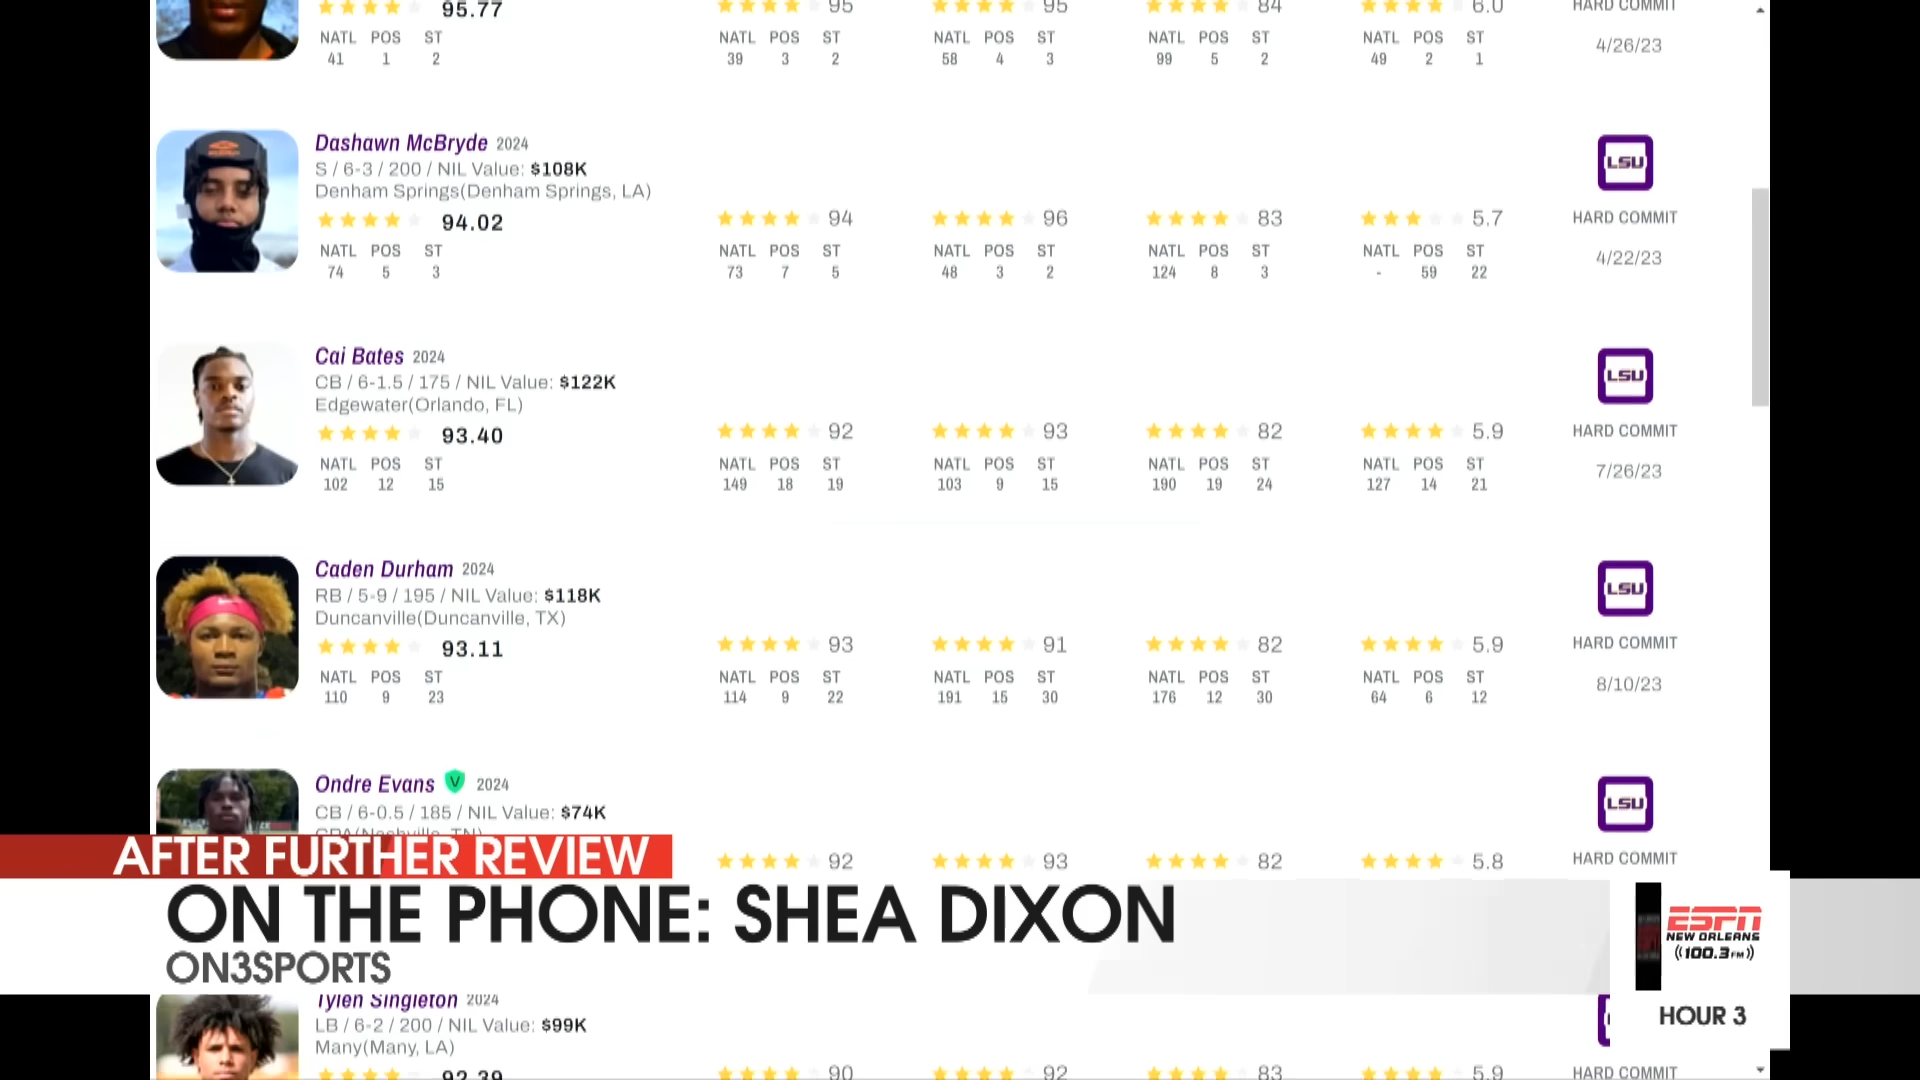 95.77 95 95 84 6.0 HARD COMMIT
NATL POS ST NATL POS ST NATL POS ST NATL POS ST
41 1 2 39 3 2 58 4 3 99 5 2 49 2 1 4/26/23
Dashawn McBryde 2024
S / 6-3 / 200 / NIL Value: $108K LSU
Denham Springs(Denham Springs, LA)
94.02 94 96 83 5.7 HARD COMMIT
NATL POS ST NATL POS ST NATL POS ST NATL POS ST 4/22/23
74 5 3 73 7 5 48 3 2 124 8 3 - 59 22
Cai Bates 2024
CB / 6-1.5 / 175 / NIL Value: $122K LSU
Edgewater(Orlando, FL)
93.40 92 93 82 5.9 HARD COMMIT
NATL POS ST NATL POS ST NATL POS ST NATL POS ST 7/26/23
102 12 15 149 18 19 103 9 15 190 19 24 127 14 21
Caden Durham 2024
RB / 5-9 / 195 / NIL Value: $118K LSU
Duncanville(Duncanville, TX)
93.11 93 91 82 5.9 HARD COMMIT
NATL POS ST NATL POS ST NATL POS ST NATL POS ST 8/10/23
110 9 23 114 9 22 191 15 30 176 12 30 64 6 12
Ondre Evans V 2024
CB / 6-0.5 / 185 / NIL Value: $74K LSU
CPA(Nashville, TN)
92 93 82 5.8 HARD COMMIT
AFTER FURTHER REVIEW
ON THE PHONE: SHEA DIXON
ON3SPORTS
ESPN
NEW ORLEANS
100.3 FM
HOUR 3
Tylen Singleton 2024
LB / 6-2 / 200 / NIL Value: $99K
Many(Many, LA)
92.39 90 92 83 5.9 HARD COMMIT